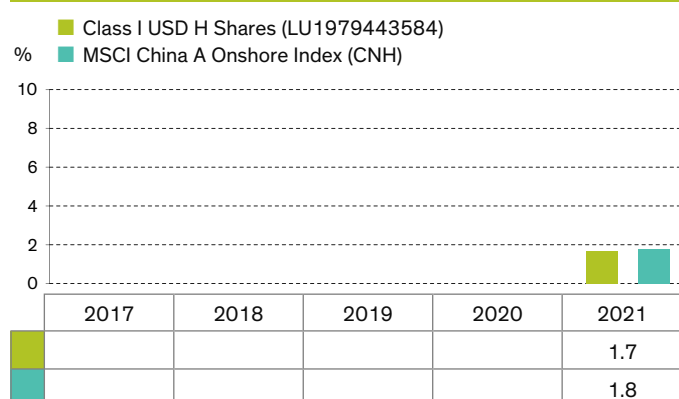 Class I USD H Shares (LU1979443584)
% MSCI China A Onshore Index (CNH)
10
8
6
4
2
0
2017 2018 2019 2020 2021
1.7
1.8